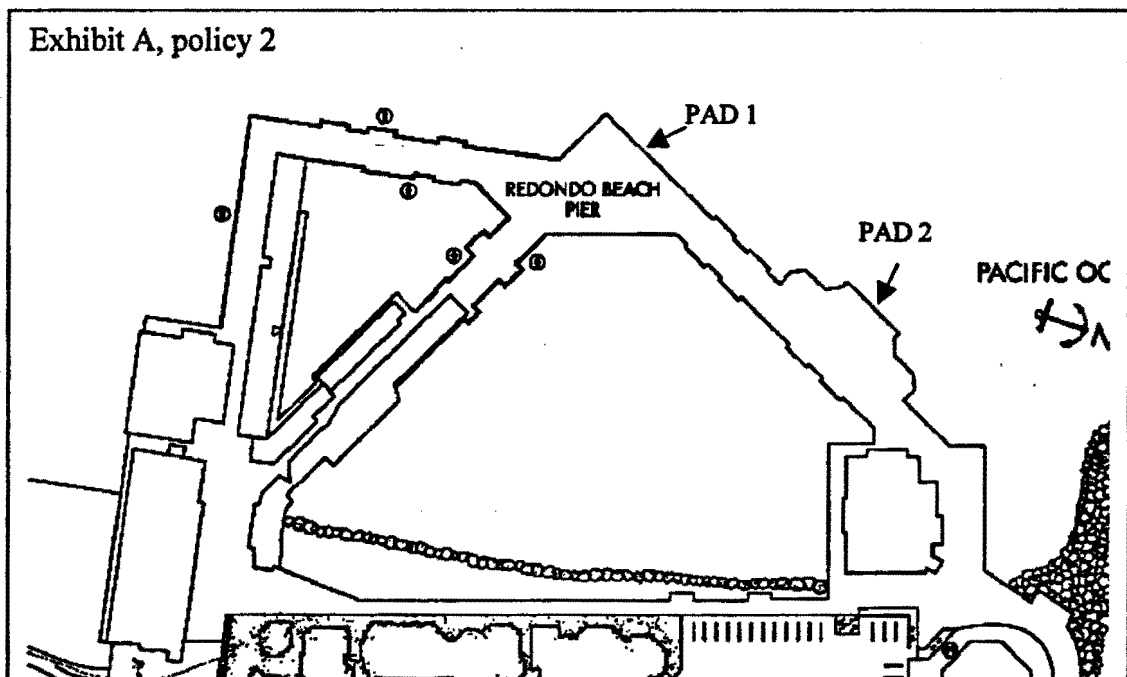 Exhibit A, policy 2
PAD 1
REDONDO BEACH
PIER
PAD 2
PACIFIC OC